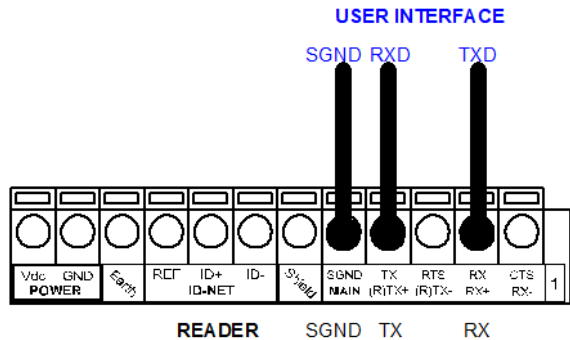 USER INTERFACE
SGND RXD TXD
Vdc GND Earth REF ID+ ID- Shield SGND TX RTS RX CTS
POWER ID-NET MAIN (R)TX+ (R)TX- RX+ RX- 1
READER SGND TX RX